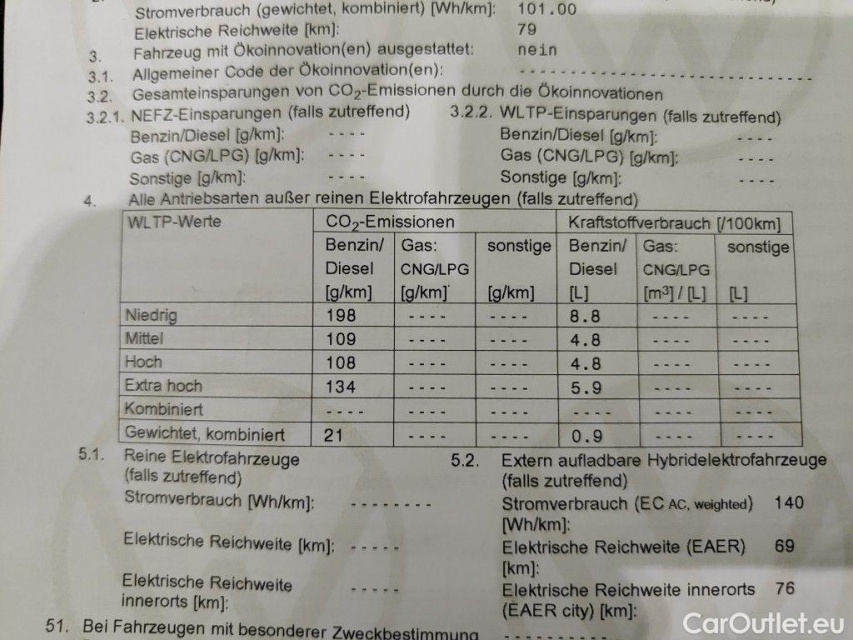 Stromverbrauch (gewichtet, kombiniert) [Wh/km]: 101.00
Elektrische Reichweite [km]: 79
3. Fahrzeug mit Ökoinnovation(en) ausgestattet: nein
3.1. Allgemeiner Code der Ökoinnovation(en): - - - - - - - - - - - - - - - - - - - - - - - -
3.2. Gesamteinsparungen von CO2-Emissionen durch die Ökoinnovationen
3.2.1. NEFZ-Einsparungen (falls zutreffend) 3.2.2. WLTP-Einsparungen (falls zutreffend)
Benzin/Diesel [g/km]: - - - - Benzin/Diesel [g/km]: - - - -
Gas (CNG/LPG) [g/km]: - - - - Gas (CNG/LPG) [g/km]: - - - -
Sonstige [g/km]: - - - - Sonstige [g/km]: - - - -
4. Alle Antriebsarten außer reinen Elektrofahrzeugen (falls zutreffend)
WLTP-Werte CO2-Emissionen Kraftstoffverbrauch [/100km]
Benzin/ Gas: sonstige Benzin/ Gas: sonstige
Diesel CNG/LPG Diesel CNG/LPG
[g/km] [g/km] [g/km] [L] [m³] / [L] [L]
Niedrig 198 - - - - - - - - 8.8 - - - - - - - -
Mittel 109 - - - - - - - - 4.8 - - - - - - - -
Hoch 108 - - - - - - - - 4.8 - - - - - - - -
Extra hoch 134 - - - - - - - - 5.9 - - - - - - - -
Kombiniert - - - - - - - - - - - - - - - - - - - - - - - -
Gewichtet, kombiniert 21 - - - - - - - - 0.9 - - - - - - - -
5.1. Reine Elektrofahrzeuge 5.2. Extern aufladbare Hybridelektrofahrzeuge
(falls zutreffend) (falls zutreffend)
Stromverbrauch [Wh/km]: - - - - - - - - Stromverbrauch (EC AC, weighted) 140
[Wh/km]:
Elektrische Reichweite [km]: - - - - - Elektrische Reichweite (EAER) 69
[km]:
Elektrische Reichweite - - - - - Elektrische Reichweite innerorts 76
innerorts [km]: (EAER city) [km]:
51. Bei Fahrzeugen mit besonderer Zweckbestimmung - - - - - - - - - -
CarOutlet.eu